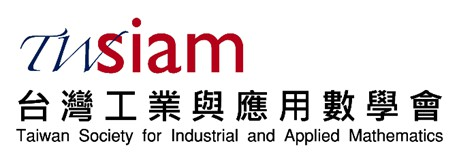 TWsiam
台灣工業與應用數學會
Taiwan Society for Industrial and Applied Mathematics